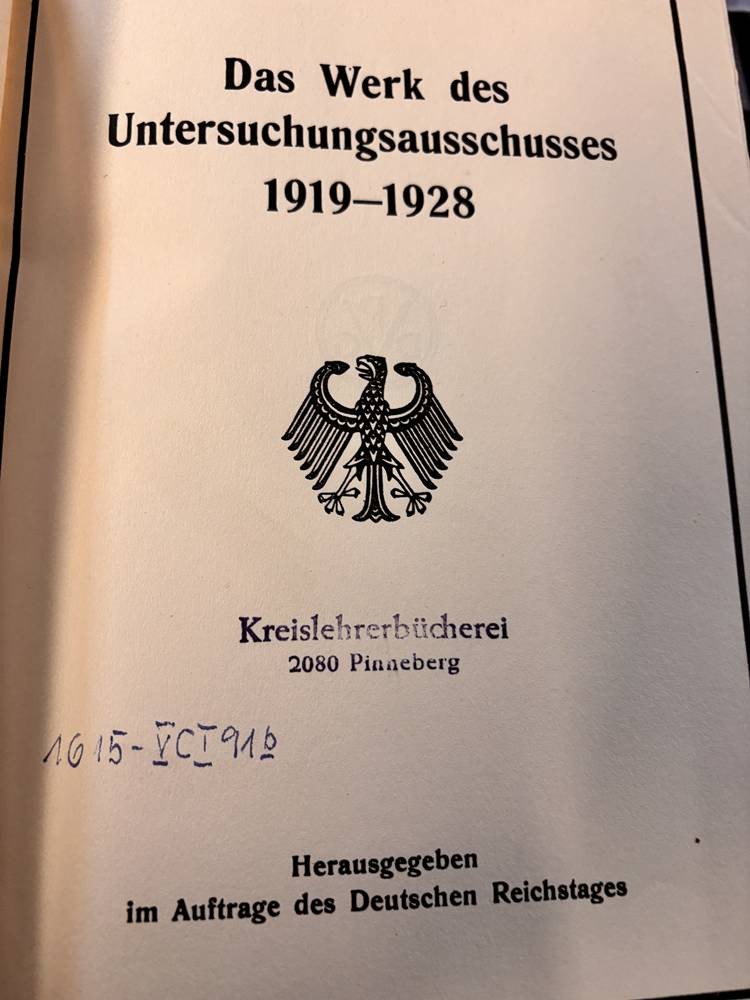 Das Werk des
Untersuchungsausschusses
1919–1928
Kreislehrerbücherei
2080 Pinneberg
1615-VCI91b
Herausgegeben
im Auftrage des Deutschen Reichstages